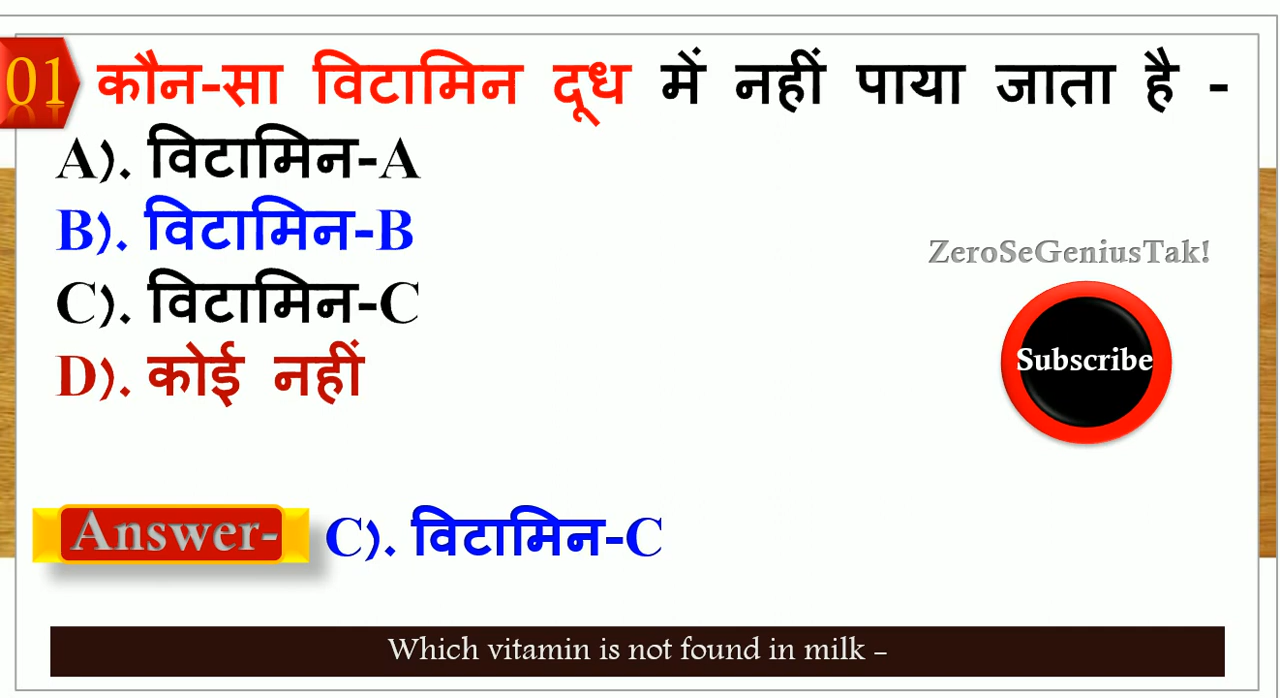 01 कौन-सा विटामिन दूध में नहीं पाया जाता है -
A). विटामिन-A
B). विटामिन-B
C). विटामिन-C
D). कोई नहीं
ZeroSeGeniusTak!
Subscribe
Answer- C). विटामिन-C
Which vitamin is not found in milk –